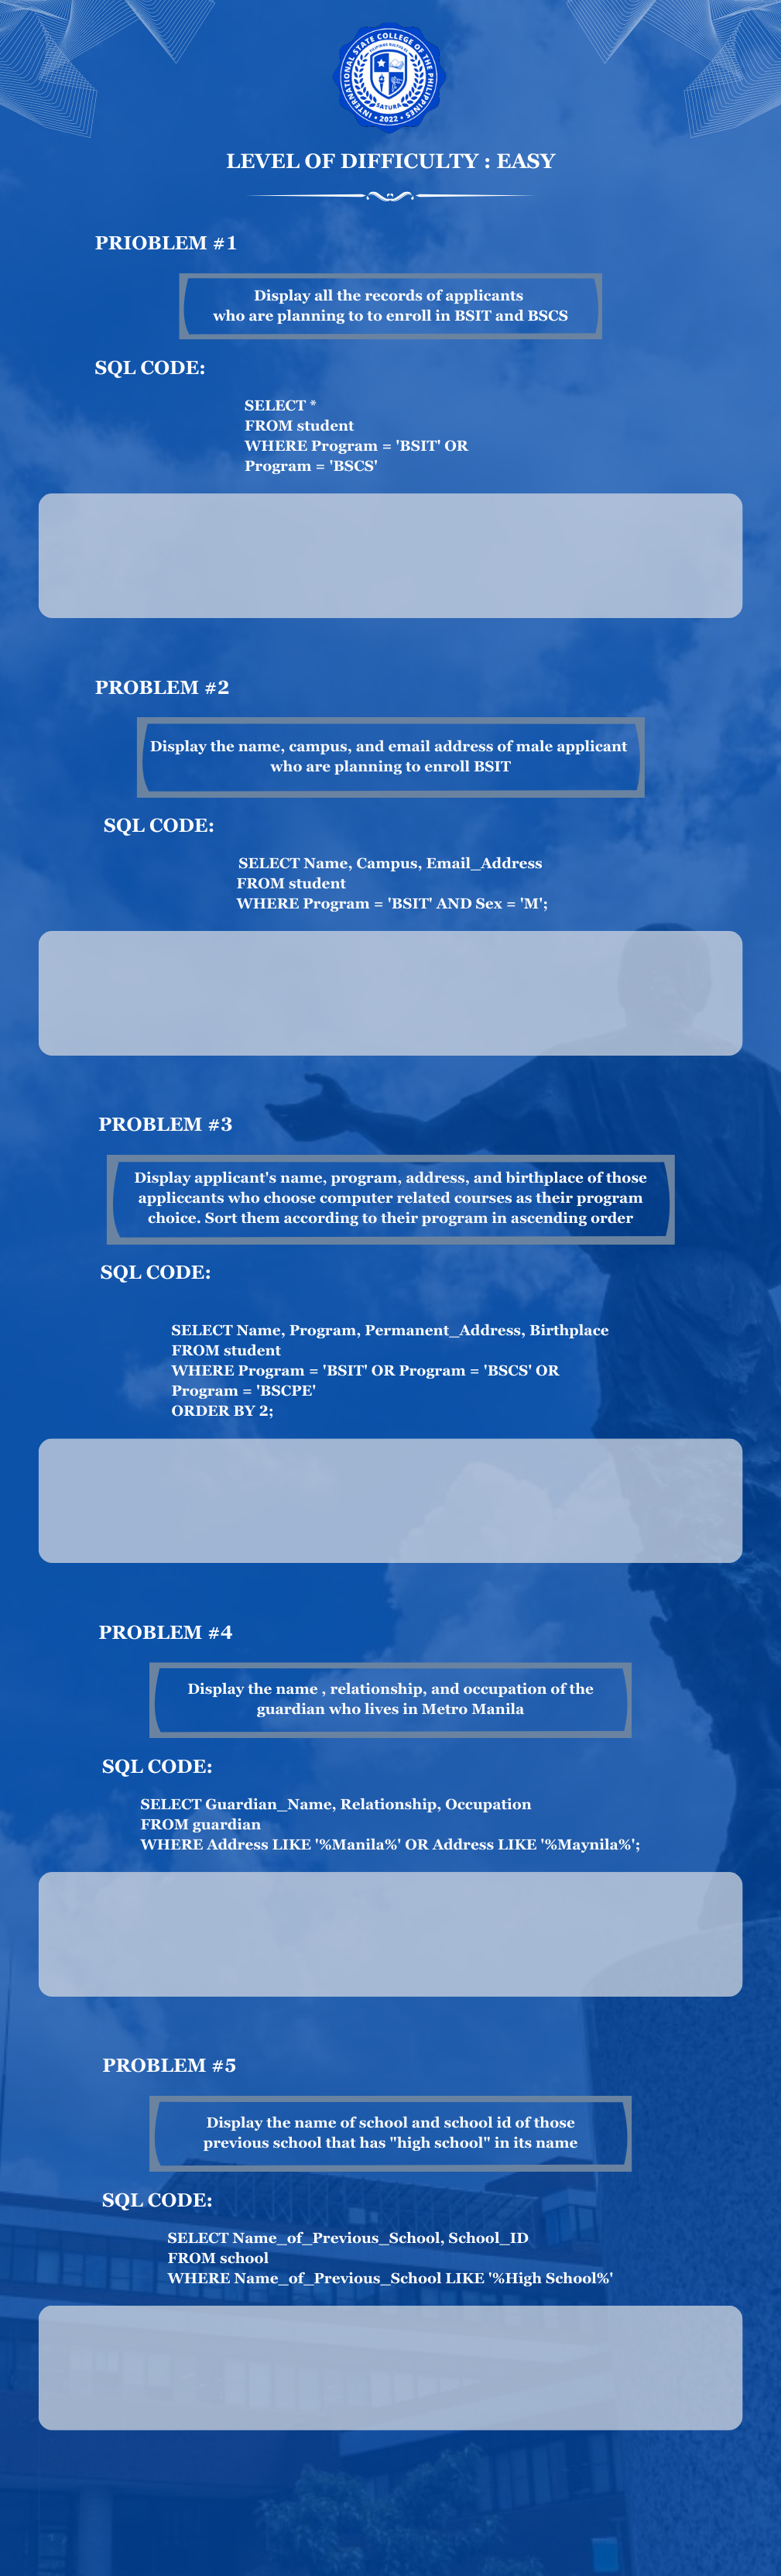 INTERNATIONAL STATE COLLEGE OF THE PHILIPPINES
SATURA
• 2022 •
LEVEL OF DIFFICULTY : EASY
PRIOBLEM #1
Display all the records of applicants
who are planning to to enroll in BSIT and BSCS
SQL CODE:
SELECT *
FROM student
WHERE Program = 'BSIT' OR
Program = 'BSCS'
PROBLEM #2
Display the name, campus, and email address of male applicant
who are planning to enroll BSIT
SQL CODE:
SELECT Name, Campus, Email_Address
FROM student
WHERE Program = 'BSIT' AND Sex = 'M';
PROBLEM #3
Display applicant's name, program, address, and birthplace of those
appliccants who choose computer related courses as their program
choice. Sort them according to their program in ascending order
SQL CODE:
SELECT Name, Program, Permanent_Address, Birthplace
FROM student
WHERE Program = 'BSIT' OR Program = 'BSCS' OR
Program = 'BSCPE'
ORDER BY 2;
PROBLEM #4
Display the name , relationship, and occupation of the
guardian who lives in Metro Manila
SQL CODE:
SELECT Guardian_Name, Relationship, Occupation
FROM guardian
WHERE Address LIKE '%Manila%' OR Address LIKE '%Maynila%';
PROBLEM #5
Display the name of school and school id of those
previous school that has "high school" in its name
SQL CODE:
SELECT Name_of_Previous_School, School_ID
FROM school
WHERE Name_of_Previous_School LIKE '%High School%'